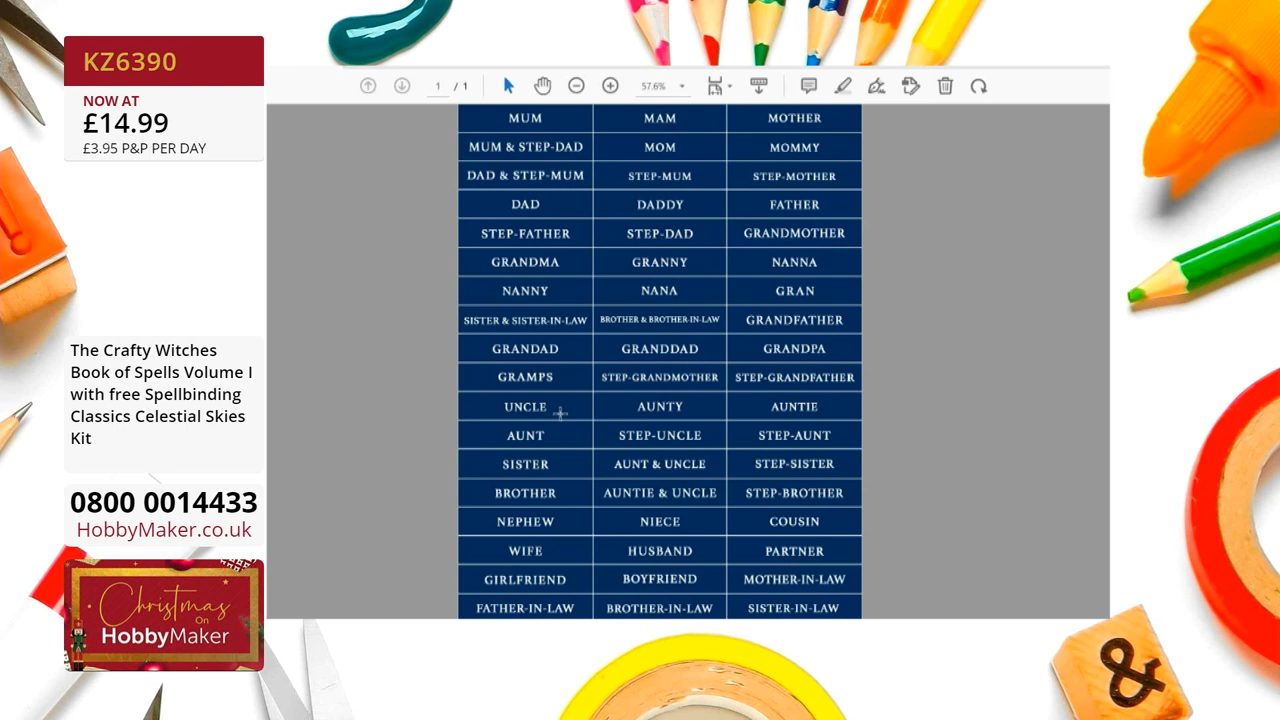 KZ6390
NOW AT
£14.99
£3.95 P&P PER DAY
1 / 1
57.6%
MUM MAM MOTHER
MUM & STEP-DAD MOM MOMMY
DAD & STEP-MUM STEP-MUM STEP-MOTHER
DAD DADDY FATHER
STEP-FATHER STEP-DAD GRANDMOTHER
GRANDMA GRANNY NANNA
NANNY NANA GRAN
SISTER & SISTER-IN-LAW BROTHER & BROTHER-IN-LAW GRANDFATHER
GRANDAD GRANDDAD GRANDPA
GRAMPS STEP-GRANDMOTHER STEP-GRANDFATHER
UNCLE AUNTY AUNTIE
AUNT STEP-UNCLE STEP-AUNT
SISTER AUNT & UNCLE STEP-SISTER
BROTHER AUNTIE & UNCLE STEP-BROTHER
NEPHEW NIECE COUSIN
WIFE HUSBAND PARTNER
GIRLFRIEND BOYFRIEND MOTHER-IN-LAW
FATHER-IN-LAW BROTHER-IN-LAW SISTER-IN-LAW
The Crafty Witches
Book of Spells Volume I
with free Spellbinding
Classics Celestial Skies
Kit
0800 0014433
HobbyMaker.co.uk
Christmas
On
HobbyMaker
!
&